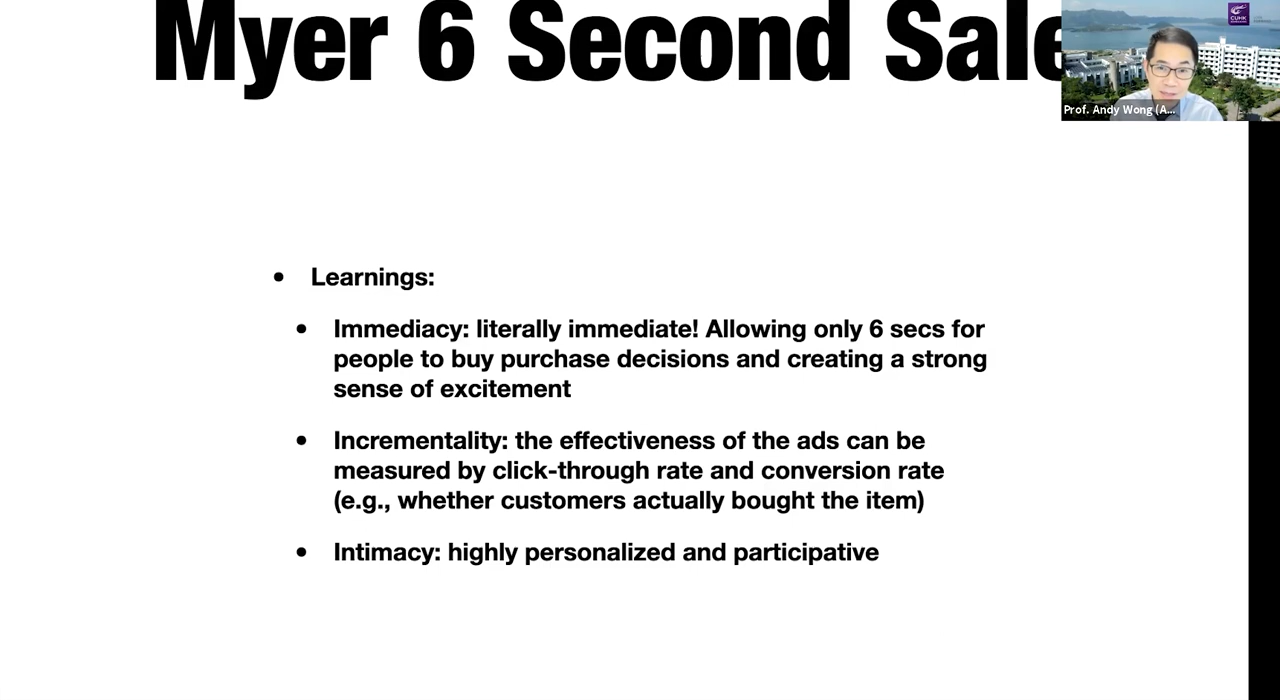 Myer 6 Second Sale
CUHK
Prof. Andy Wong (A...
• Learnings:
• Immediacy: literally immediate! Allowing only 6 secs for
people to buy purchase decisions and creating a strong
sense of excitement
• Incrementality: the effectiveness of the ads can be
measured by click-through rate and conversion rate
(e.g., whether customers actually bought the item)
• Intimacy: highly personalized and participative